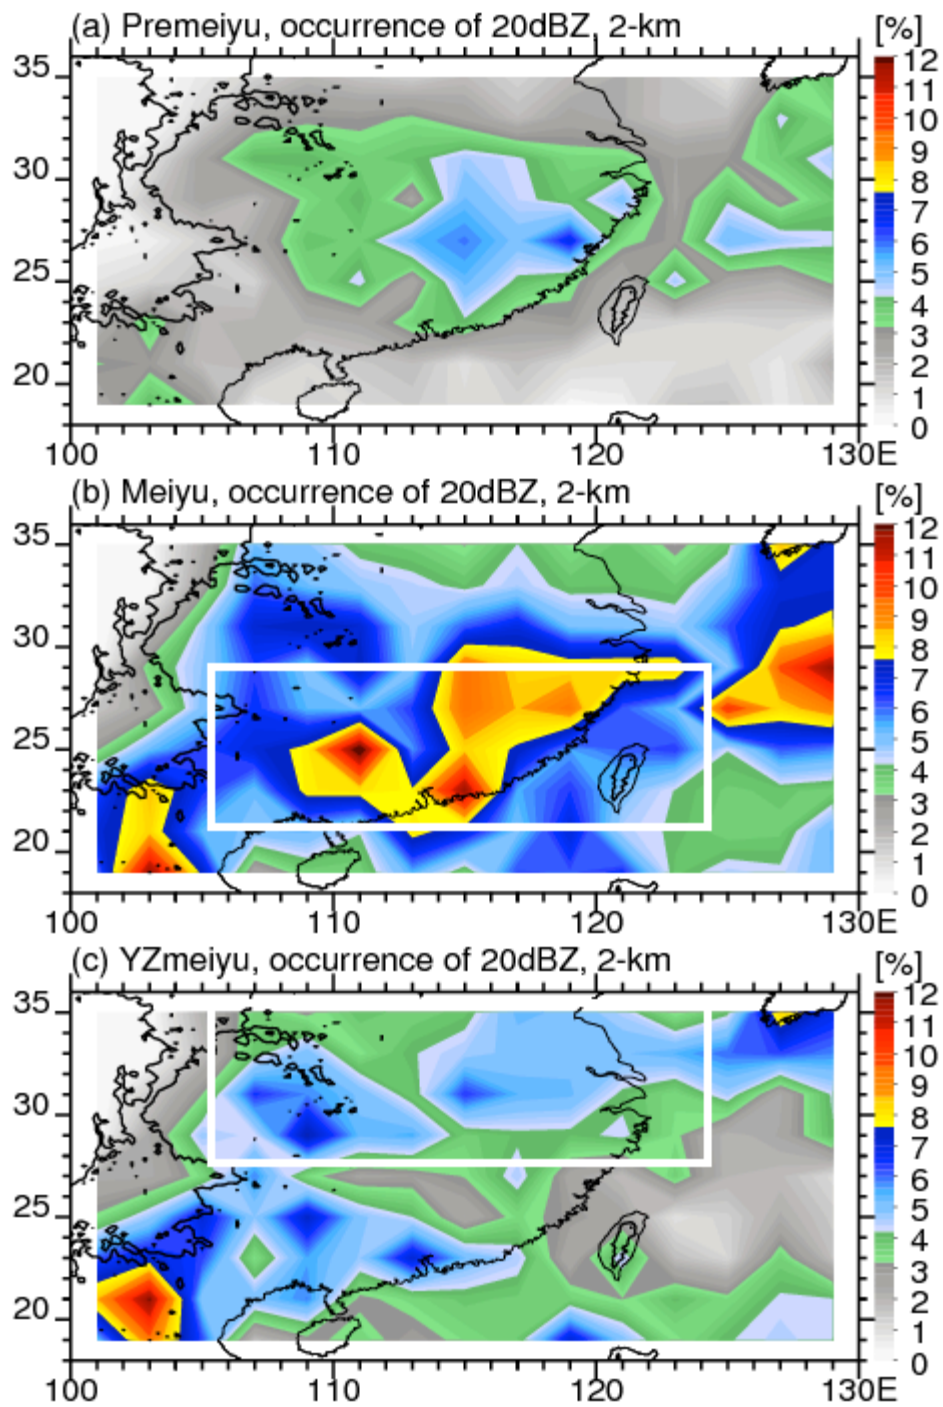 (a) Premeiyu, occurrence of 20dBZ, 2-km [%]
35 30 25 20
12 11 10 9 8 7 6 5 4 3 2 1 0
100 110 120 130E
(b) Meiyu, occurrence of 20dBZ, 2-km [%]
35 30 25 20
12 11 10 9 8 7 6 5 4 3 2 1 0
100 110 120 130E
(c) YZmeiyu, occurrence of 20dBZ, 2-km [%]
35 30 25 20
12 11 10 9 8 7 6 5 4 3 2 1 0
100 110 120 130E